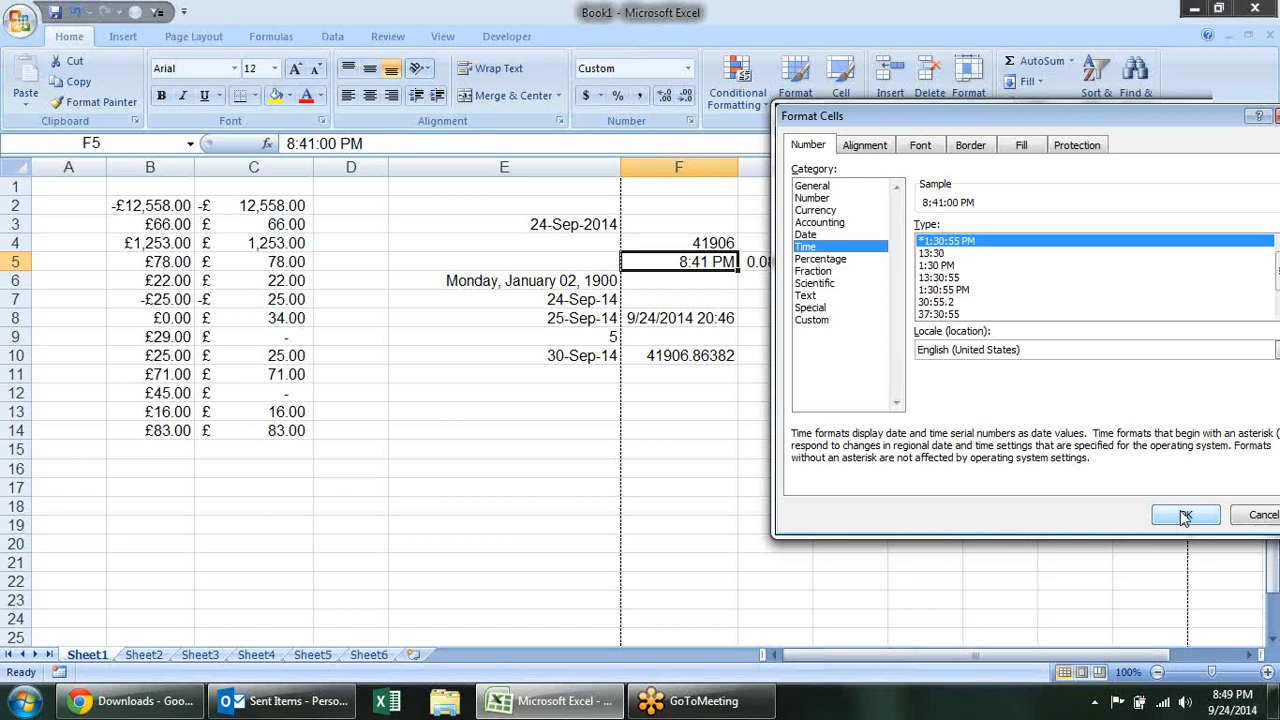 Book1 - Microsoft Excel
Home Insert Page Layout Formulas Data Review View Developer
Paste
Cut
Copy
Format Painter
Clipboard
Arial 12
B I U
Font
Wrap Text
Merge & Center
Alignment
Custom
$ % ,
Number
Conditional
Formatting
Format
Cell
Insert Delete Format
AutoSum
Fill
Sort &
Find &
F5 fx 8:41:00 PM
A B C D E F
1
2 -£12,558.00 -£ 12,558.00
3 £66.00 £ 66.00 24-Sep-2014
4 £1,253.00 £ 1,253.00 41906
5 £78.00 £ 78.00 8:41 PM
6 £22.00 £ 22.00 Monday, January 02, 1900
7 -£25.00 £ 25.00 24-Sep-14
8 £0.00 £ 34.00 25-Sep-14 9/24/2014 20:46
9 £29.00 £ - 5
10 £25.00 £ 25.00 30-Sep-14 41906.86382
11 £71.00 £ 71.00
12 £45.00 £ -
13 £16.00 £ 16.00
14 £83.00 £ 83.00
15
16
17
18
19
20
21
22
23
24
25
Format Cells
Number Alignment Font Border Fill Protection
Category:
General
Number
Currency
Accounting
Date
Time
Percentage
Fraction
Scientific
Text
Special
Custom
Sample
8:41:00 PM
Type:
*1:30:55 PM
13:30
1:30 PM
13:30:55
1:30:55 PM
30:55.2
37:30:55
Locale (location):
English (United States)
Time formats display date and time serial numbers as date values. Time formats that begin with an asterisk (
respond to changes in regional date and time settings that are specified for the operating system. Formats
without an asterisk are not affected by operating system settings.
OK Cancel
Sheet1 Sheet2 Sheet3 Sheet4 Sheet5 Sheet6
Ready 100%
Downloads - Goo...
Sent Items - Perso...
Microsoft Excel - ...
GoToMeeting
8:49 PM
9/24/2014